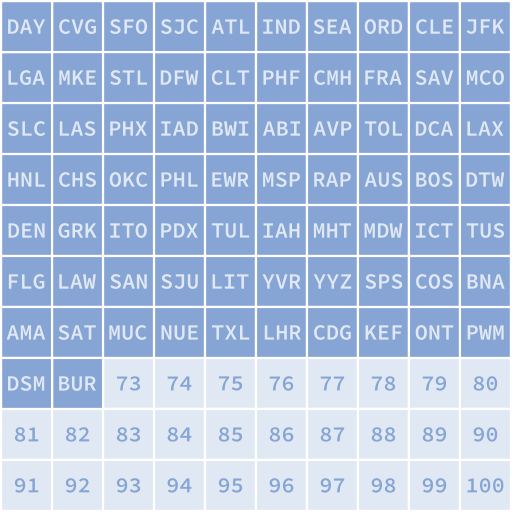 DAY CVG SFO SJC ATL IND SEA ORD CLE JFK
LGA MKE STL DFW CLT PHF CMH FRA SAV MCO
SLC LAS PHX IAD BWI ABI AVP TOL DCA LAX
HNL CHS OKC PHL EWR MSP RAP AUS BOS DTW
DEN GRK ITO PDX TUL IAH MHT MDW ICT TUS
FLG LAW SAN SJU LIT YVR YYZ SPS COS BNA
AMA SAT MUC NUE TXL LHR CDG KEF ONT PWM
DSM BUR 73 74 75 76 77 78 79 80
81 82 83 84 85 86 87 88 89 90
91 92 93 94 95 96 97 98 99 100